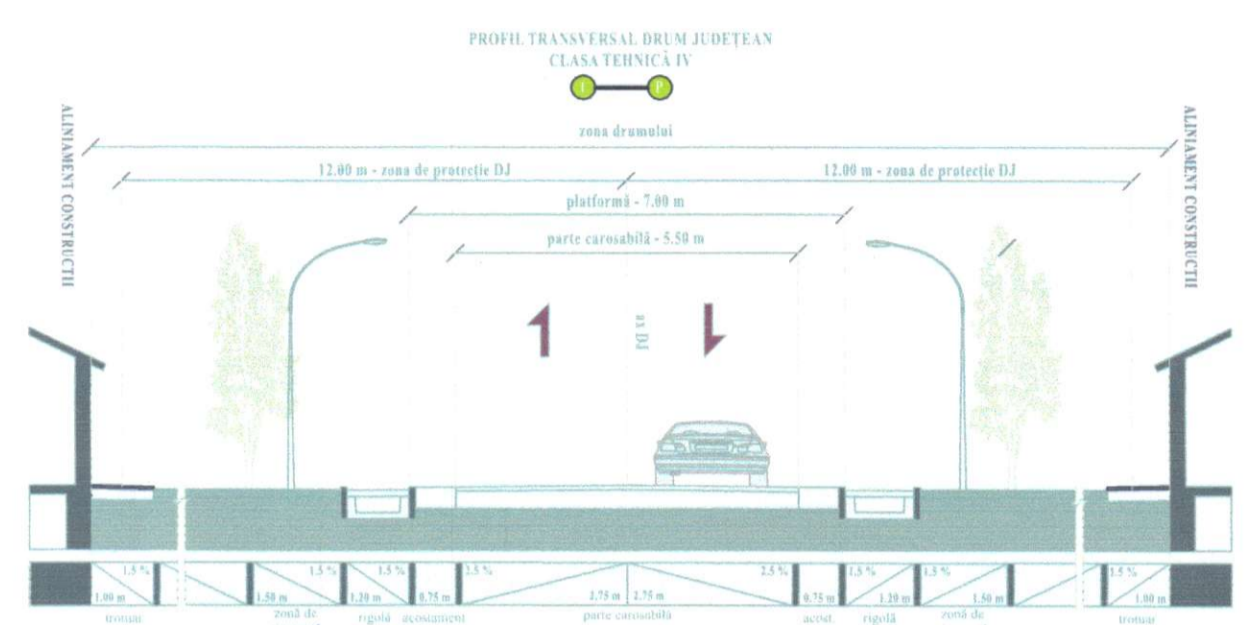 PROFIL TRANSVERSAL DRUM JUDEȚEAN
CLASA TEHNICĂ IV
I P
ALINIAMENT CONSTRUCTII
ALINIAMENT CONSTRUCTII
zona drumului
12.00 m - zona de protecție DJ
12.00 m - zona de protecție DJ
platformă - 7.00 m
parte carosabilă - 5.50 m
ax DJ
1.5 % 1.5 % 1.5 % 2.5 % 2.5 % 1.5 % 1.5 % 1.5 %
1.00 m 1.50 m 1.20 m 0.75 m 2.75 m 2.75 m 0.75 m 1.20 m 1.50 m 1.00 m
trotuar zonă de rigolă acostament parte carosabilă acost. rigolă zonă de trotuar